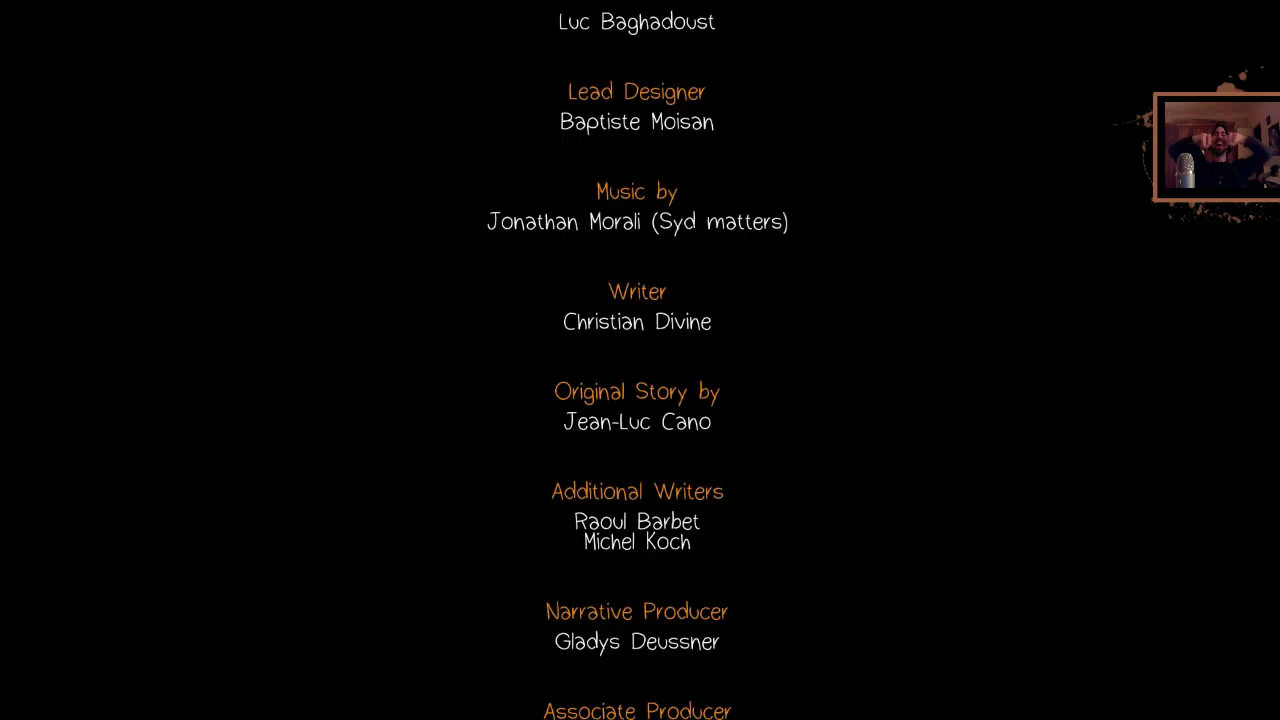 Luc Baghadoust
Lead Designer
Baptiste Moisan
Music by
Jonathan Morali (Syd matters)
Writer
Christian Divine
Original Story by
Jean-Luc Cano
Additional Writers
Raoul Barbet
Michel Koch
Narrative Producer
Gladys Deussner
Associate Producer